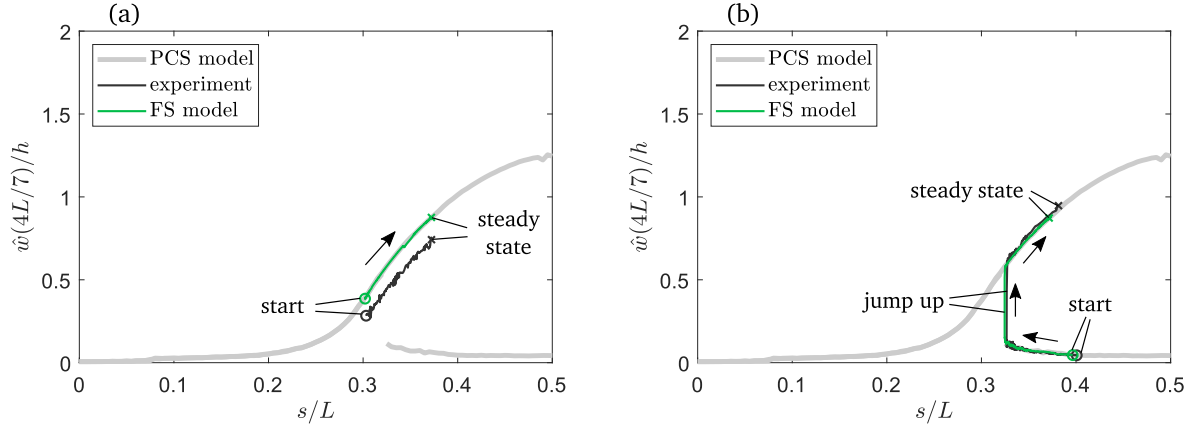 (a)
2
1.5
1
0.5
0
0
0.1
0.2
0.3
0.4
0.5
ŵ(4L/7)/h
s/L
PCS model
experiment
FS model
steady
state
start
(b)
2
1.5
1
0.5
0
0
0.1
0.2
0.3
0.4
0.5
ŵ(4L/7)/h
s/L
PCS model
experiment
FS model
steady state
jump up
start